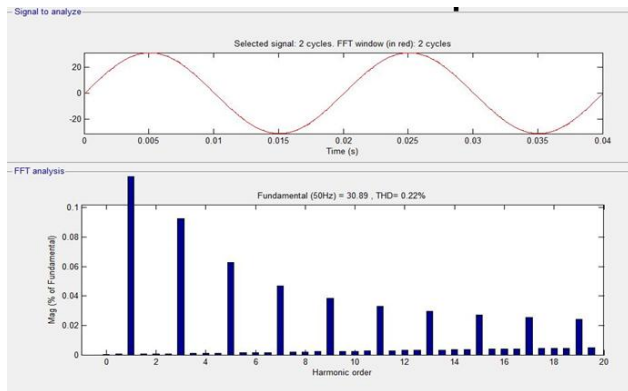 Signal to analyze
Selected signal: 2 cycles. FFT window (in red): 2 cycles
20
0
-20
0 0.005 0.01 0.015 0.02 0.025 0.03 0.035 0.04
Time (s)
FFT analysis
Fundamental (50Hz) = 30.89 , THD= 0.22%
Mag (% of Fundamental)
0.1
0.08
0.06
0.04
0.02
0
0 2 4 6 8 10 12 14 16 18 20
Harmonic order